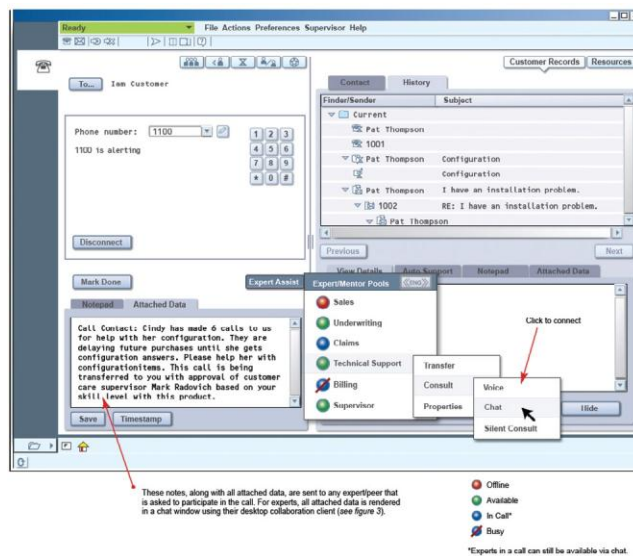 Ready
File Actions Preferences Supervisor Help
Customer Records
Resources
To...
Iam Customer
Contact
History
Finder/Sender
Subject
Current
Pat Thompson
1001
Pat Thompson
Configuration
Configuration
Pat Thompson
I have an installation problem.
1002
RE: I have an installation problem.
Pat Thompson
Phone number:
1100
1 2 3
4 5 6
7 8 9
* 0 #
1100 is alerting
Disconnect
Previous
Next
View Details
Auto Support
Notepad
Attached Data
Mark Done
Expert Assist
Expert/Mentor Pools
Sales
Underwriting
Claims
Technical Support
Billing
Supervisor
Transfer
Consult
Properties
Voice
Chat
Silent Consult
Click to connect
Hide
Notepad
Attached Data
Call Contact: Cindy has made 6 calls to us
for help with her configuration. They are
delaying future purchases until she gets
configuration answers. Please help her with
configurationitems. This call is being
transferred to you with approval of customer
care supervisor Mark Radovich based on your
skill level with this product.
Save
Timestamp
These notes, along with all attached data, are sent to any expert/peer that
is asked to participate in the call. For experts, all attached data is rendered
in a chat window using their desktop collaboration client (see figure 3).
Offline
Available
In Call*
Busy
*Experts in a call can still be available via chat.